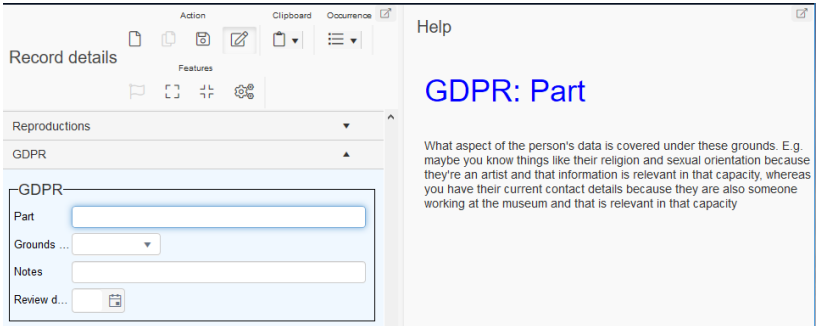 Action Clipboard Occurrence
Record details
Features
Reproductions
GDPR
GDPR
Part
Grounds ...
Notes
Review d...
Help
GDPR: Part
What aspect of the person's data is covered under these grounds. E.g.
maybe you know things like their religion and sexual orientation because
they're an artist and that information is relevant in that capacity, whereas
you have their current contact details because they are also someone
working at the museum and that is relevant in that capacity